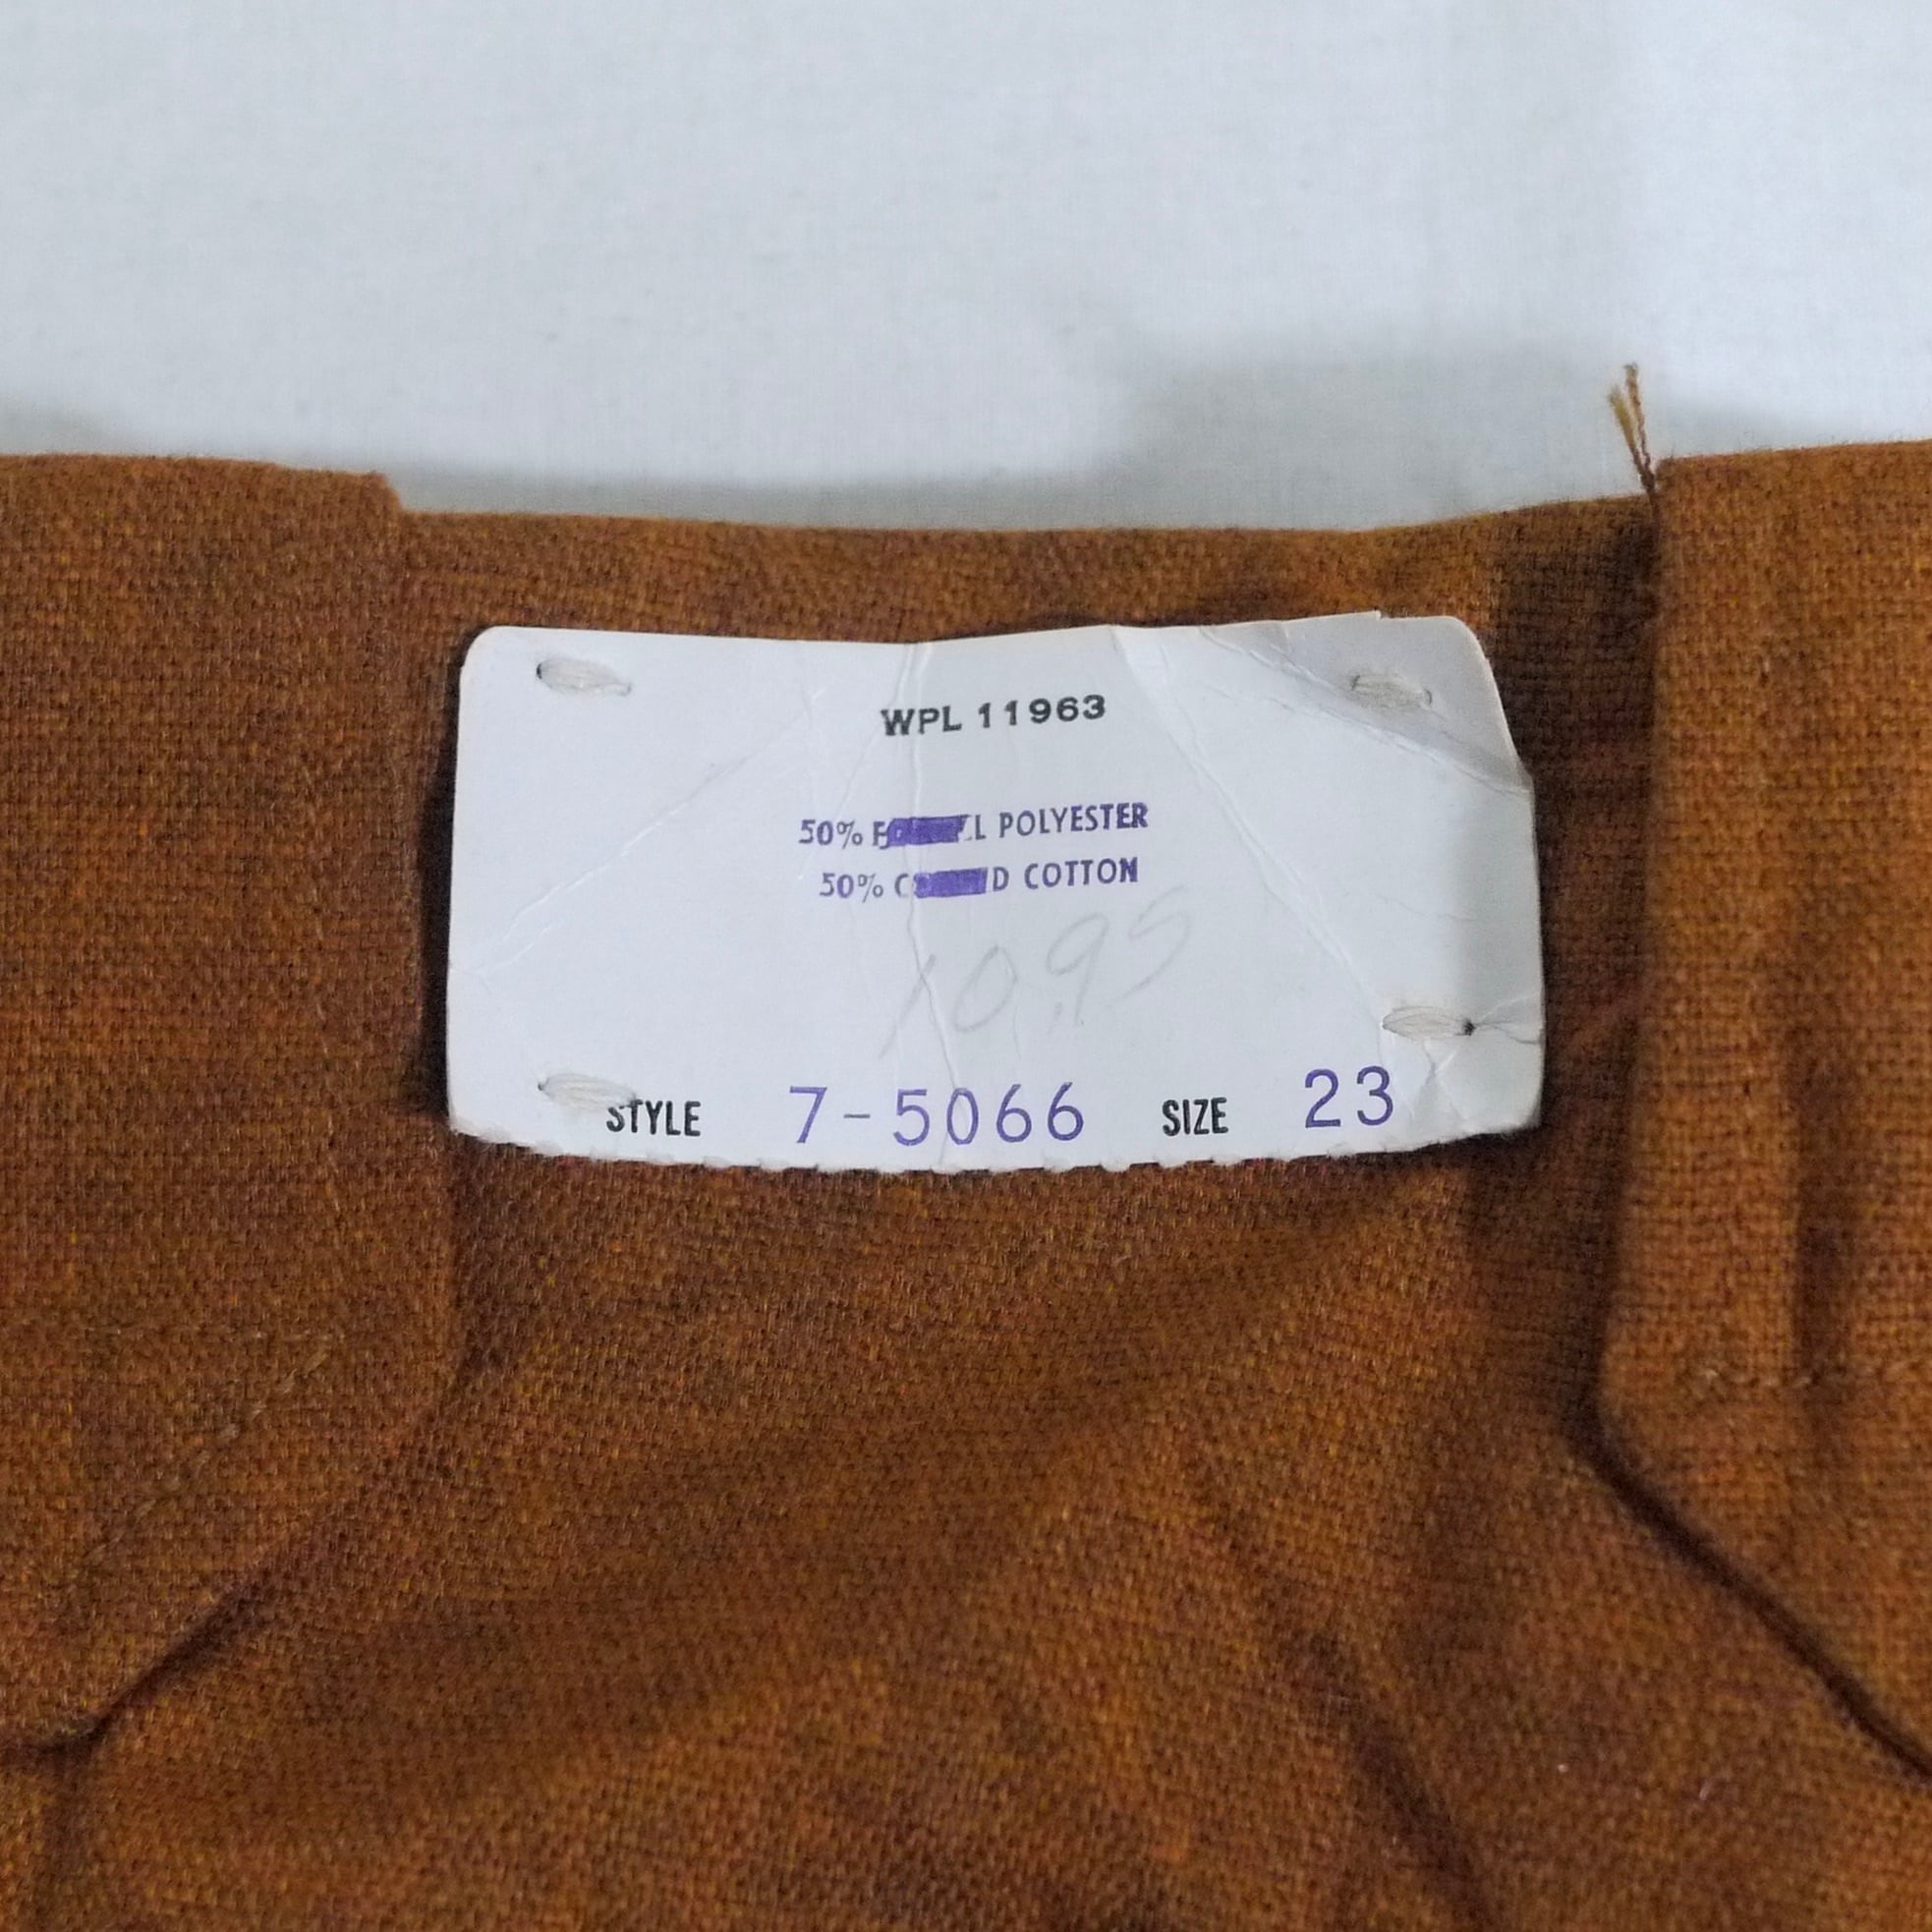 WPL 11963
50% POLYESTER
50% COTTON
10.95
STYLE 7-5066 SIZE 23